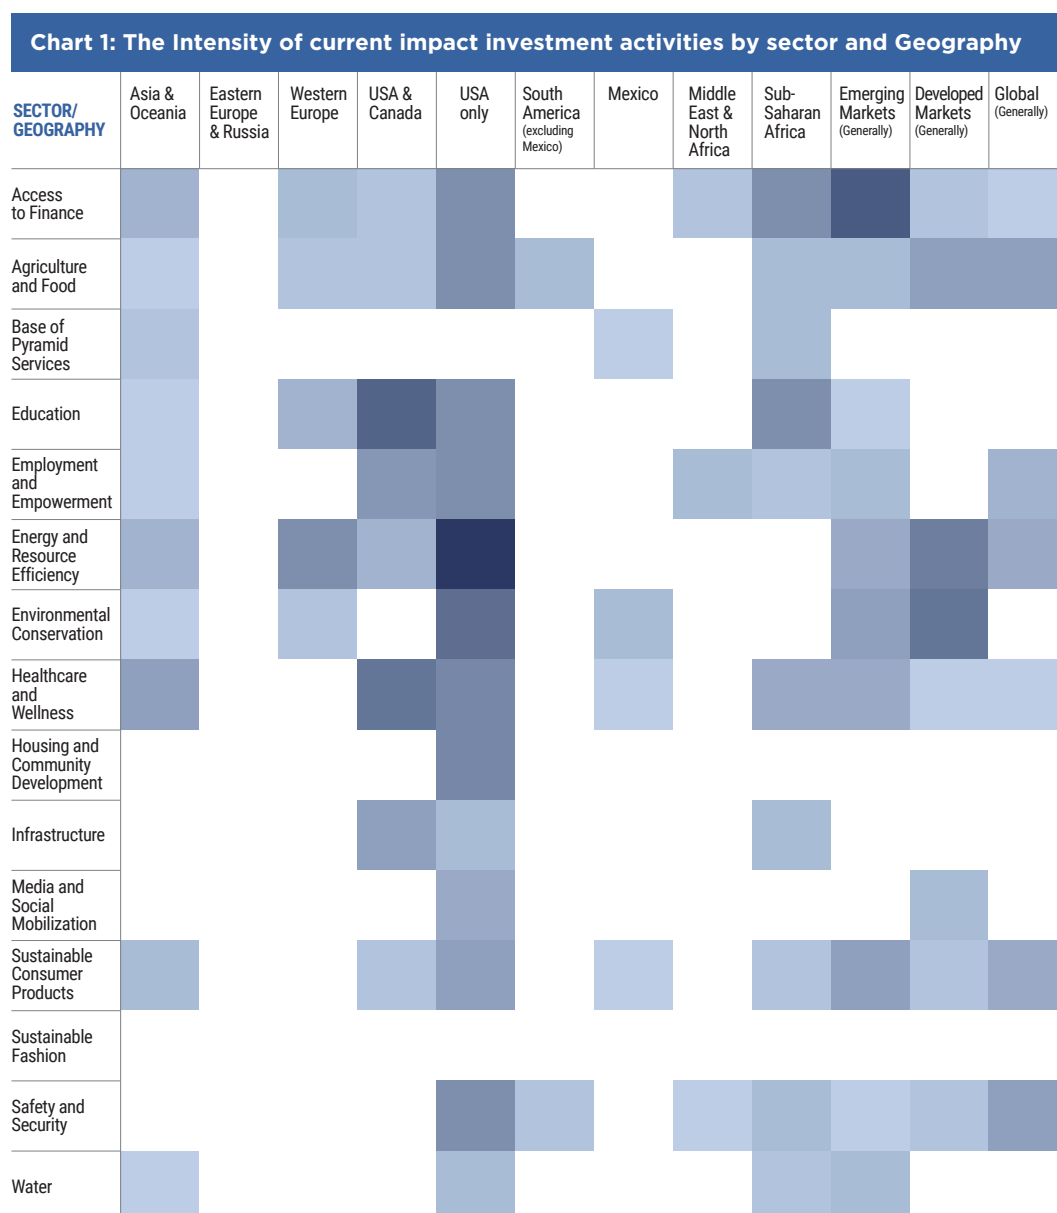 Chart 1: The Intensity of current impact investment activities by sector and Geography
SECTOR/
GEOGRAPHY
Asia &
Oceania
Eastern
Europe
& Russia
Western
Europe
USA &
Canada
USA
only
South
America
(excluding
Mexico)
Mexico
Middle
East &
North
Africa
Sub-
Saharan
Africa
Emerging
Markets
(Generally)
Developed
Markets
(Generally)
Global
(Generally)
Access
to Finance
Agriculture
and Food
Base of
Pyramid
Services
Education
Employment
and
Empowerment
Energy and
Resource
Efficiency
Environmental
Conservation
Healthcare
and
Wellness
Housing and
Community
Development
Infrastructure
Media and
Social
Mobilization
Sustainable
Consumer
Products
Sustainable
Fashion
Safety and
Security
Water